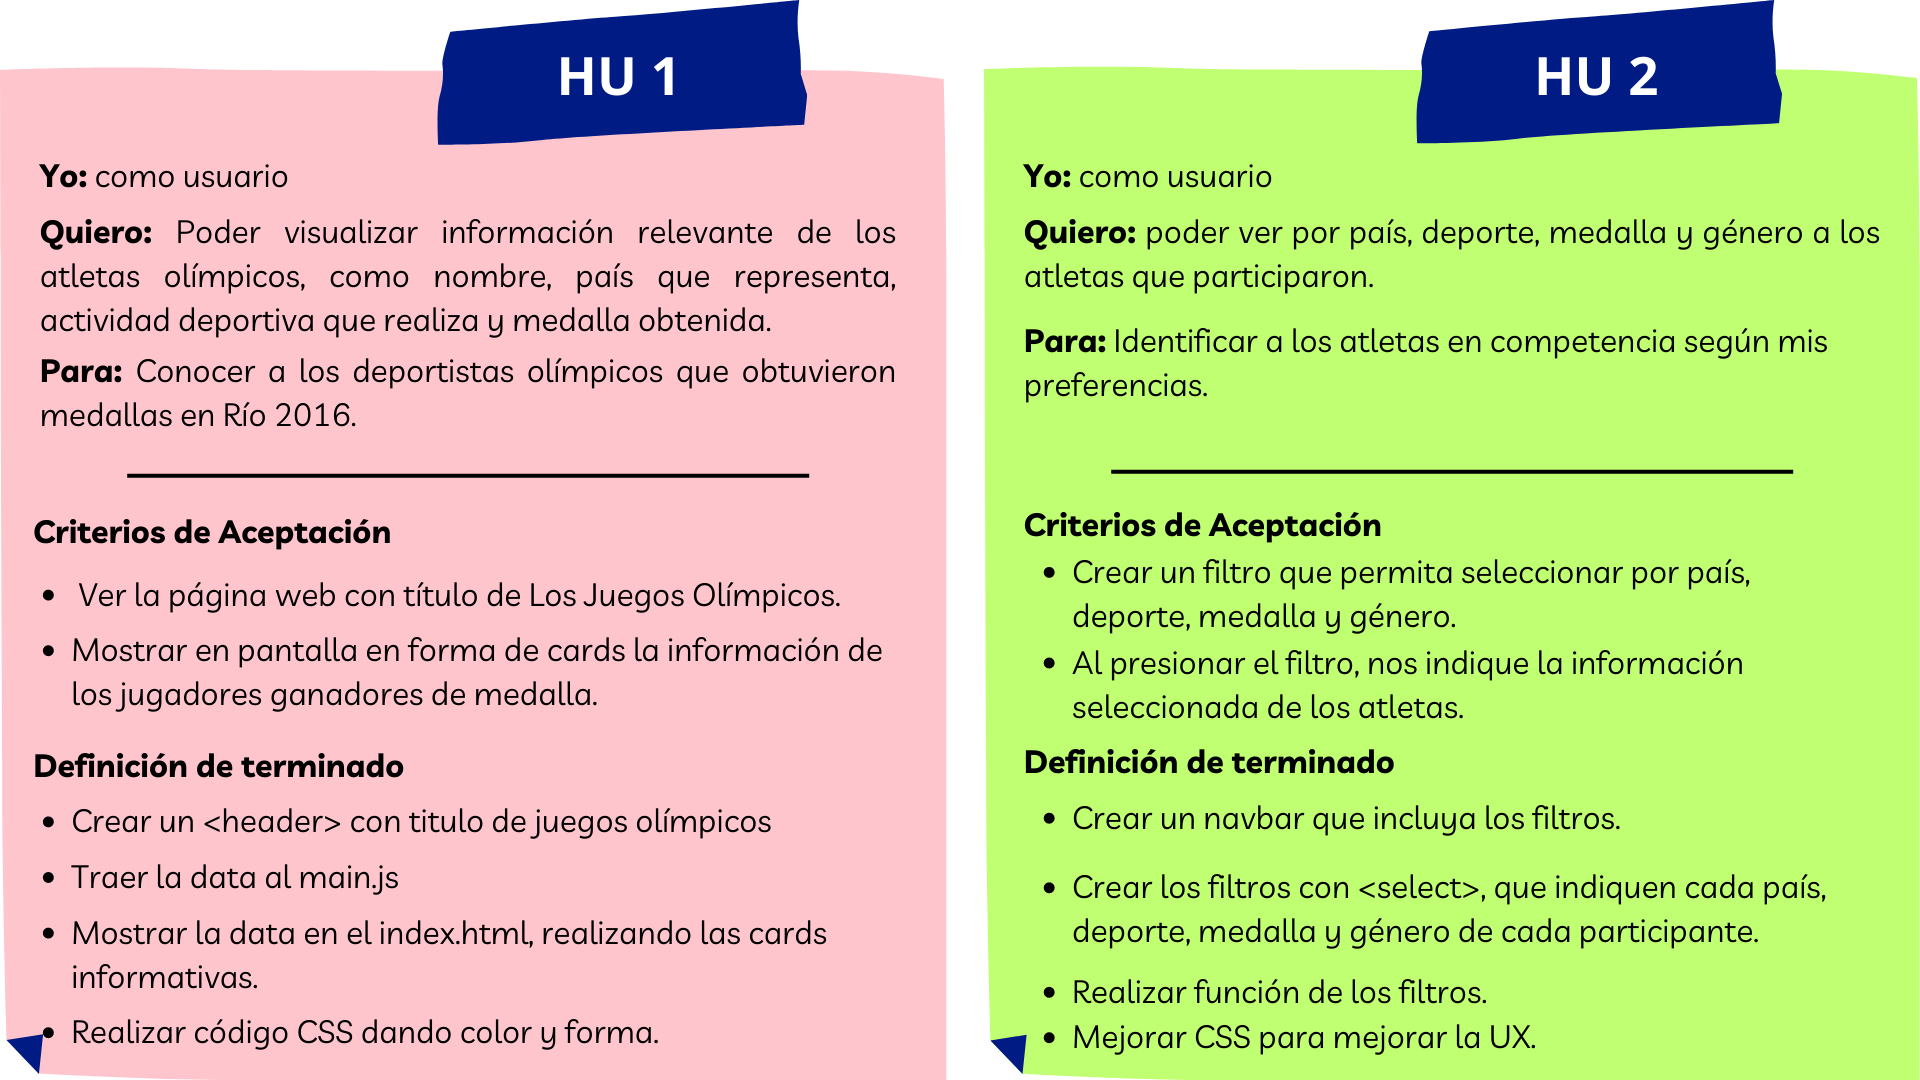 HU 1
Yo: como usuario
Quiero: Poder visualizar información relevante de los
atletas olímpicos, como nombre, país que representa,
actividad deportiva que realiza y medalla obtenida.
Para: Conocer a los deportistas olímpicos que obtuvieron
medallas en Río 2016.
Criterios de Aceptación
• Ver la página web con título de Los Juegos Olímpicos.
• Mostrar en pantalla en forma de cards la información de
los jugadores ganadores de medalla.
Definición de terminado
• Crear un <header> con titulo de juegos olímpicos
• Traer la data al main.js
• Mostrar la data en el index.html, realizando las cards
informativas.
• Realizar código CSS dando color y forma.
HU 2
Yo: como usuario
Quiero: poder ver por país, deporte, medalla y género a los
atletas que participaron.
Para: Identificar a los atletas en competencia según mis
preferencias.
Criterios de Aceptación
• Crear un filtro que permita seleccionar por país,
deporte, medalla y género.
• Al presionar el filtro, nos indique la información
seleccionada de los atletas.
Definición de terminado
• Crear un navbar que incluya los filtros.
• Crear los filtros con <select>, que indiquen cada país,
deporte, medalla y género de cada participante.
• Realizar función de los filtros.
• Mejorar CSS para mejorar la UX.